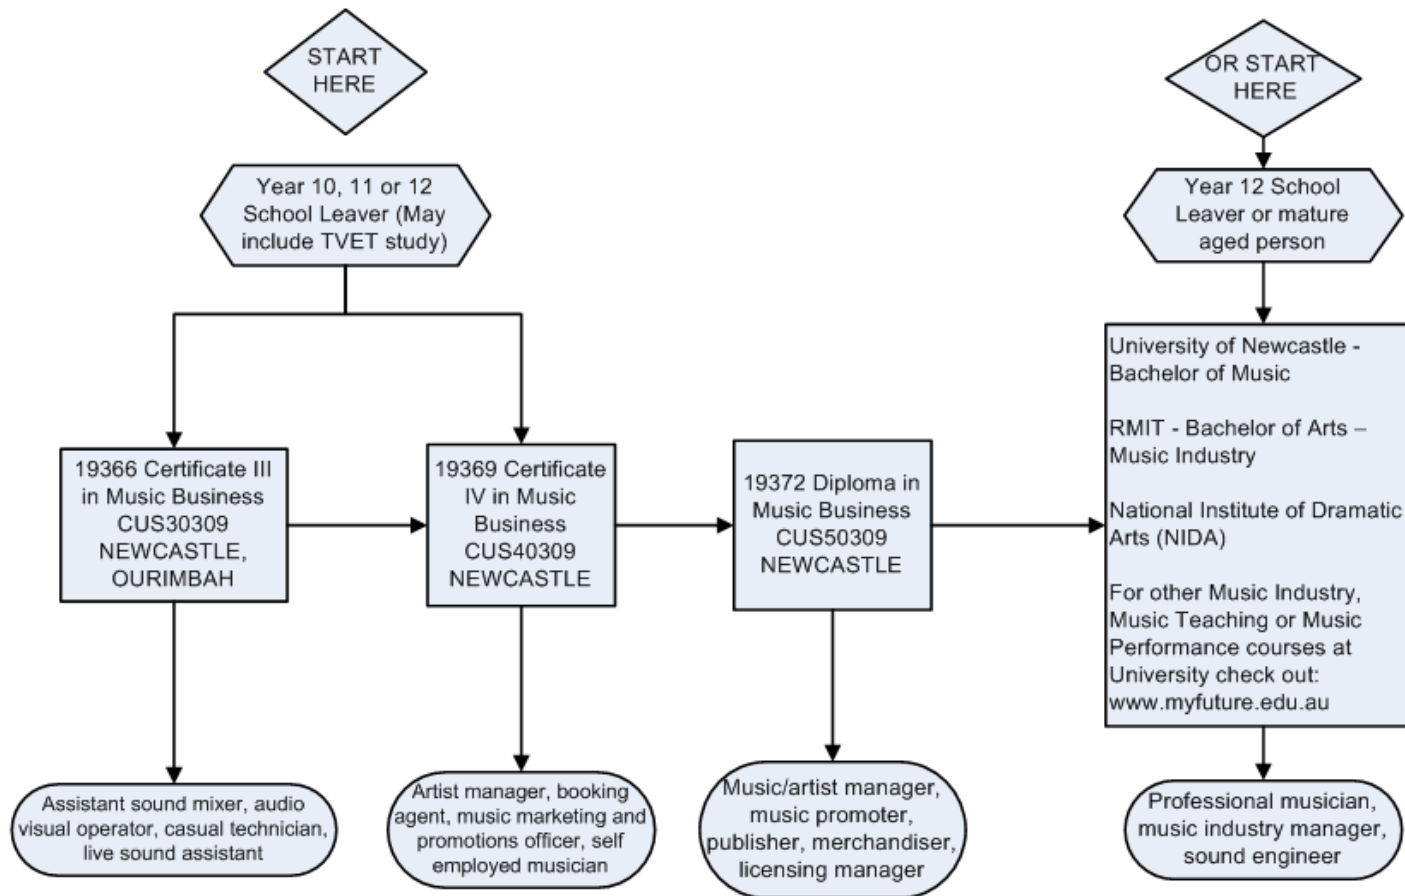 START
HERE
OR START
HERE
Year 10, 11 or 12
School Leaver (May
include TVET study)
Year 12 School
Leaver or mature
aged person
19366 Certificate III
in Music Business
CUS30309
NEWCASTLE,
OURIMBAH
19369 Certificate
IV in Music
Business
CUS40309
NEWCASTLE
19372 Diploma in
Music Business
CUS50309
NEWCASTLE
University of Newcastle -
Bachelor of Music
RMIT - Bachelor of Arts –
Music Industry
National Institute of Dramatic
Arts (NIDA)
For other Music Industry,
Music Teaching or Music
Performance courses at
University check out:
www.myfuture.edu.au
Assistant sound mixer, audio
visual operator, casual technician,
live sound assistant
Artist manager, booking
agent, music marketing and
promotions officer, self
employed musician
Music/artist manager,
music promoter,
publisher, merchandiser,
licensing manager
Professional musician,
music industry manager,
sound engineer